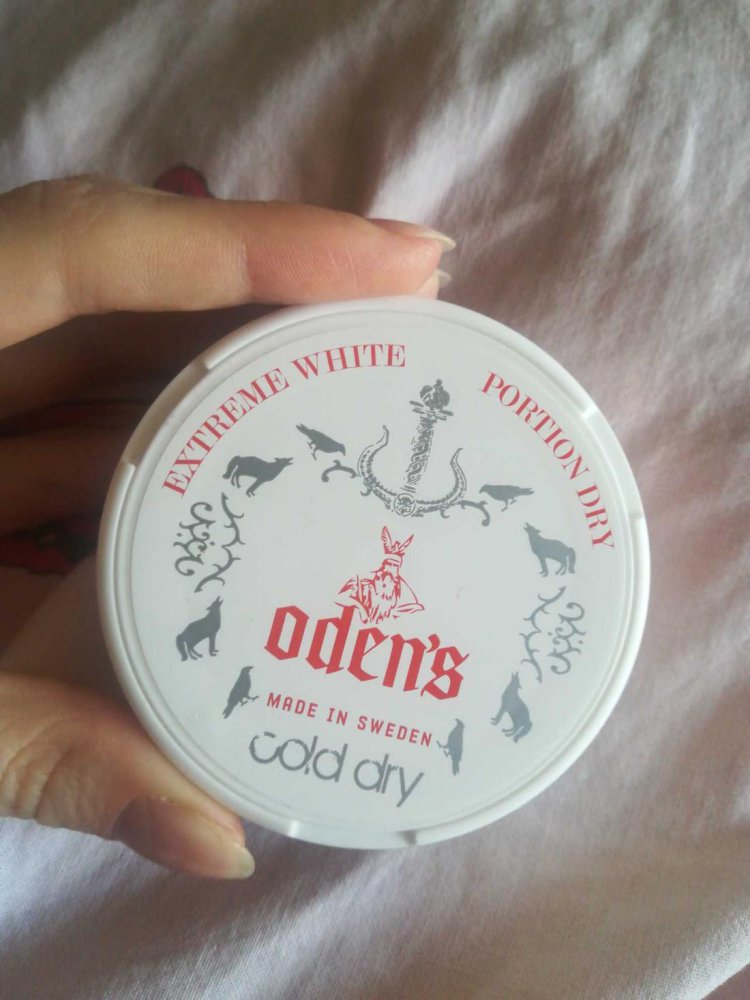 EXTREME WHITE
PORTION DRY
oden's
MADE IN SWEDEN
cold dry